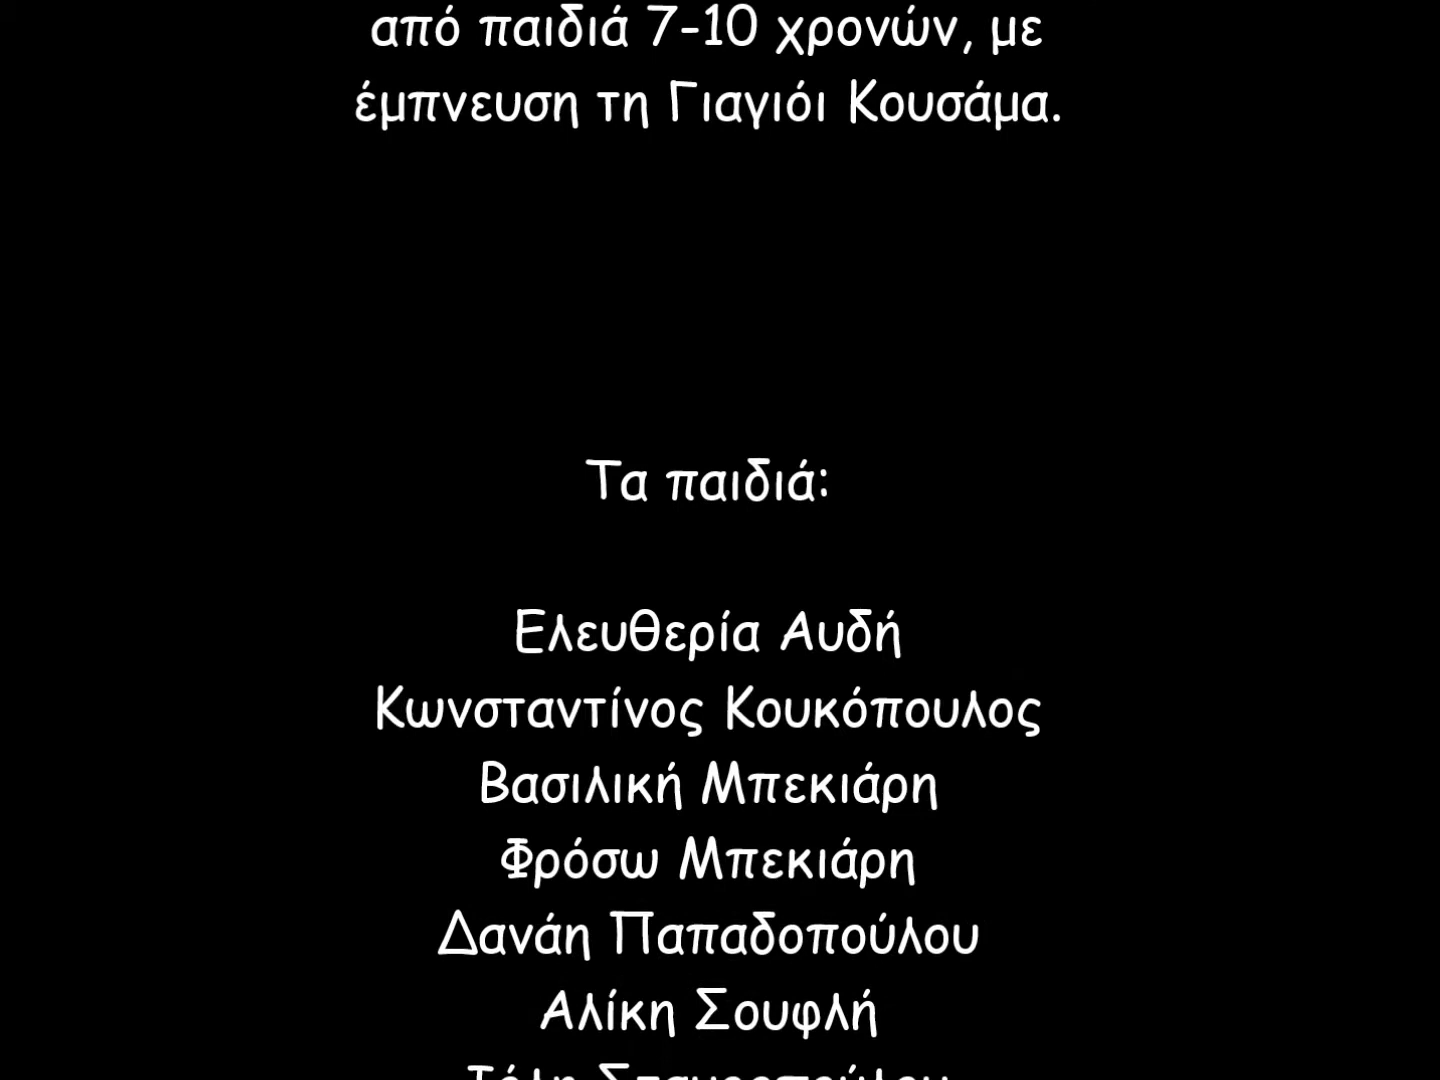 από παιδιά 7-10 χρονών, με
έμπνευση τη Γιαγιόι Κουσάμα.
Τα παιδιά:
Ελευθερία Αυδή
Κωνσταντίνος Κουκόπουλος
Βασιλική Μπεκιάρη
Φρόσω Μπεκιάρη
Δανάη Παπαδοπούλου
Αλίκη Σουφλή